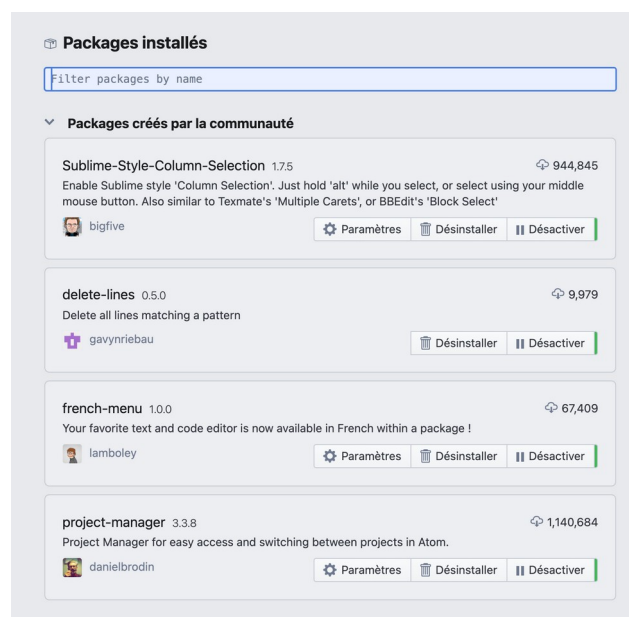 Packages installés
Filter packages by name
Packages créés par la communauté
Sublime-Style-Column-Selection 1.7.5 944,845
Enable Sublime style 'Column Selection'. Just hold 'alt' while you select, or select using your middle
mouse button. Also similar to Texmate's 'Multiple Carets', or BBEdit's 'Block Select'
bigfive Paramètres Désinstaller Désactiver
delete-lines 0.5.0 9,979
Delete all lines matching a pattern
gavynriebau Désinstaller Désactiver
french-menu 1.0.0 67,409
Your favorite text and code editor is now available in French within a package !
lamboley Paramètres Désinstaller Désactiver
project-manager 3.3.8 1,140,684
Project Manager for easy access and switching between projects in Atom.
danielbrodin Paramètres Désinstaller Désactiver